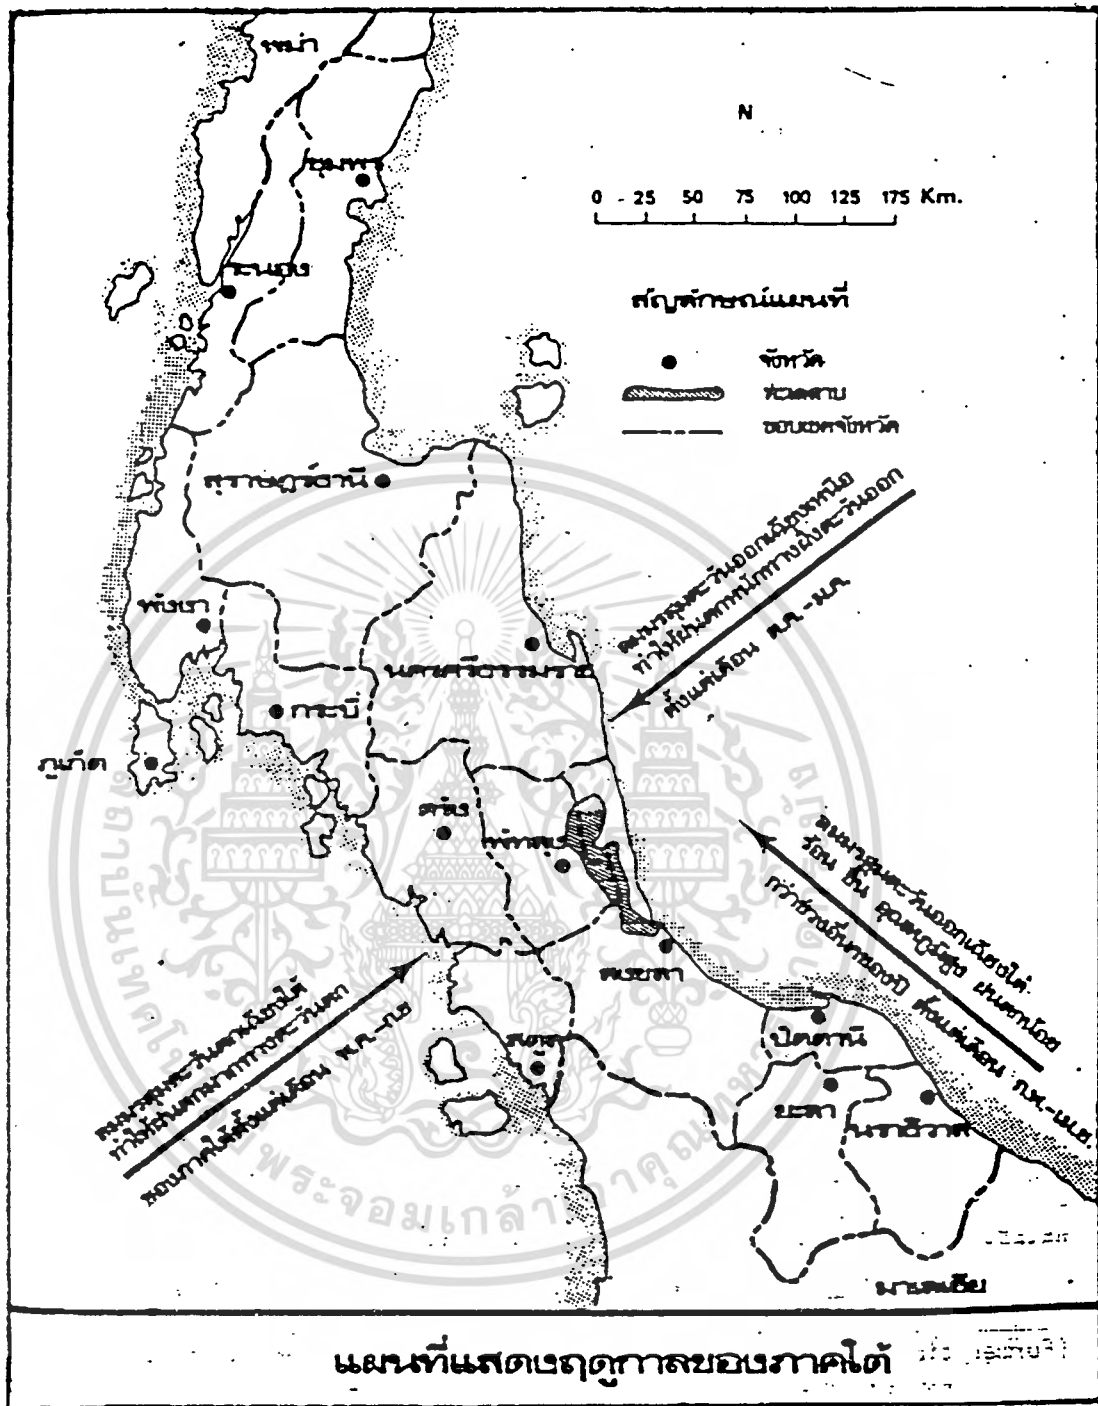 พม่า
N
ชุมพร
0 25 50 75 100 125 175 Km.
ระนอง
สัญลักษณ์แผนที่
จังหวัด
ทะเลสาบ
ขอบเขตจังหวัด
สุราษฎร์ธานี
ลมมรสุมตะวันออกเฉียงเหนือ
ทำให้ฝนตกหนักทางฝั่งตะวันออก
ตั้งแต่เดือน ต.ค.-ม.ค.
พังงา
นครศรีธรรมราช
กระบี่
ภูเก็ต
ตรัง
พัทลุง
ลมมรสุมตะวันออกเฉียงใต้
ร้อน ชื้น อุณหภูมิสูง ฝนตกน้อย
กว่าช่วงอื่นๆของปี ตั้งแต่เดือน ก.พ.-เม.ย.
สงขลา
ลมมรสุมตะวันตกเฉียงใต้
ทำให้ฝนตกมากทางตะวันตก
ของภาคใต้ตั้งแต่เดือน พ.ค.-ก.ย
สตูล
ปัตตานี
ยะลา
นราธิวาส
มาเลเซีย
พระจอมเกล้า
แผนที่แสดงฤดูกาลของภาคใต้